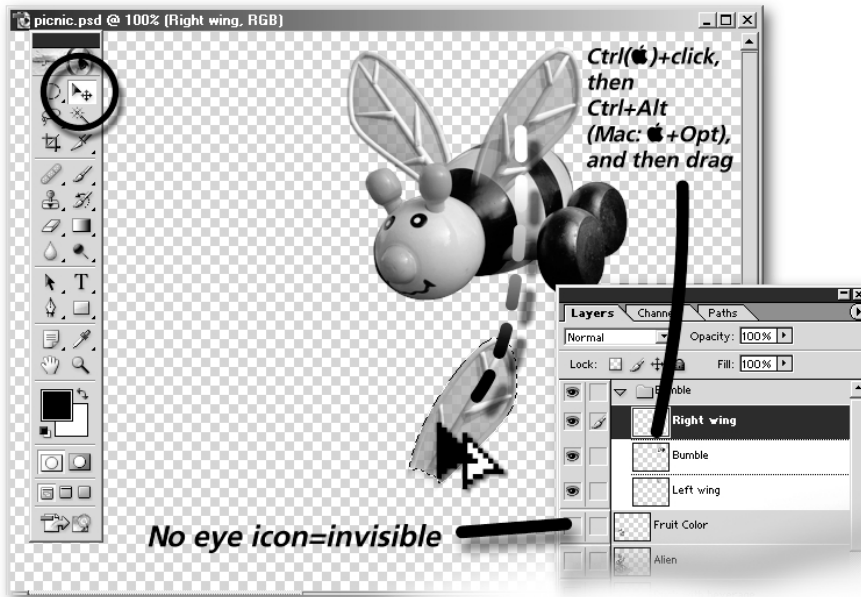 picnic.psd @ 100% (Right wing, RGB)
Ctrl()+click,
then
Ctrl+Alt
(Mac: +Opt),
and then drag
T
Layers Paths
Normal Opacity: 100%
Lock: Fill: 100%
Right wing
Bumble
Left wing
Fruit Color
Alien
No eye icon=invisible